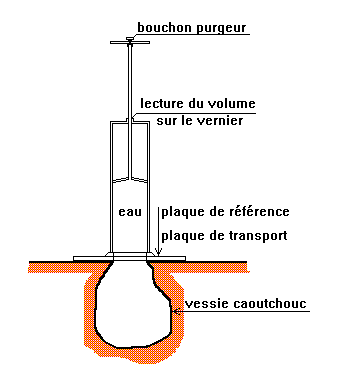 bouchon purgeur
lecture du volume
sur le vernier
eau
plaque de référence
plaque de transport
vessie caoutchouc